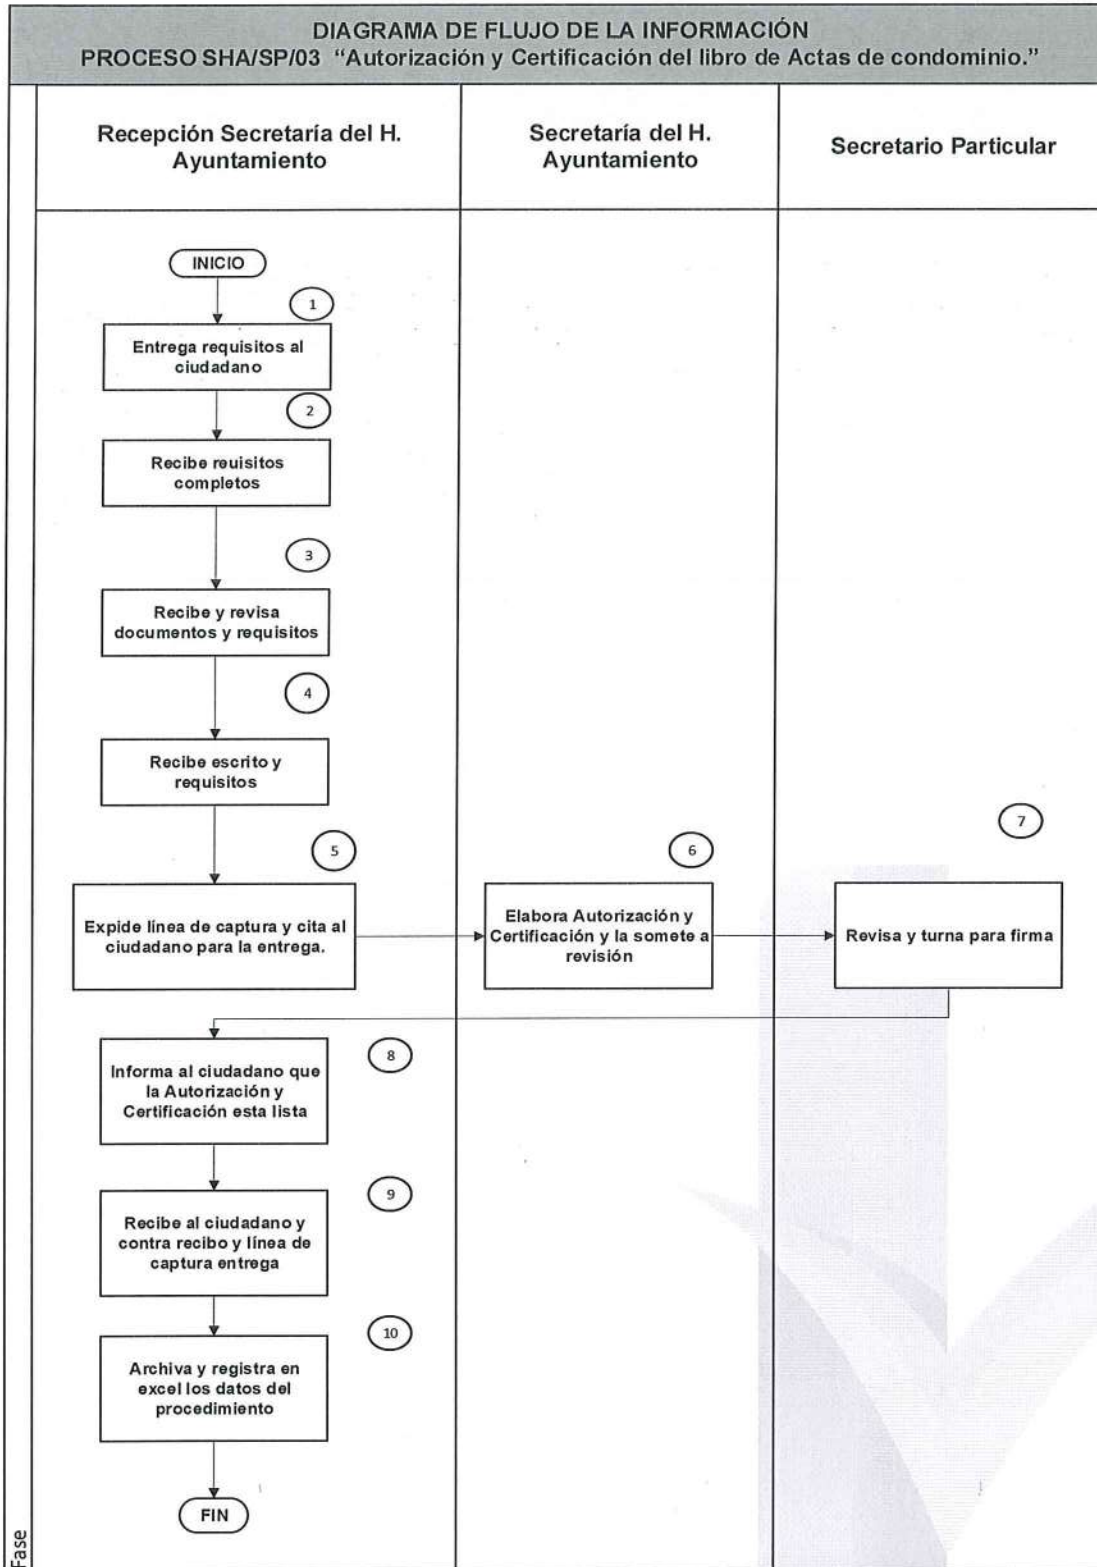 DIAGRAMA DE FLUJO DE LA INFORMACIÓN
PROCESO SHA/SP/03 “Autorización y Certificación del libro de Actas de condominio.”
Recepción Secretaría del H.
Ayuntamiento
Secretaría del H.
Ayuntamiento
Secretario Particular
INICIO
1
Entrega requisitos al
ciudadano
2
Recibe reuisitos
completos
3
Recibe y revisa
documentos y requisitos
4
Recibe escrito y
requisitos
5
Expide línea de captura y cita al
ciudadano para la entrega.
6
Elabora Autorización y
Certificación y la somete a
revisión
7
Revisa y turna para firma
8
Informa al ciudadano que
la Autorización y
Certificación esta lista
9
Recibe al ciudadano y
contra recibo y línea de
captura entrega
10
Archiva y registra en
excel los datos del
procedimiento
FIN
Fase